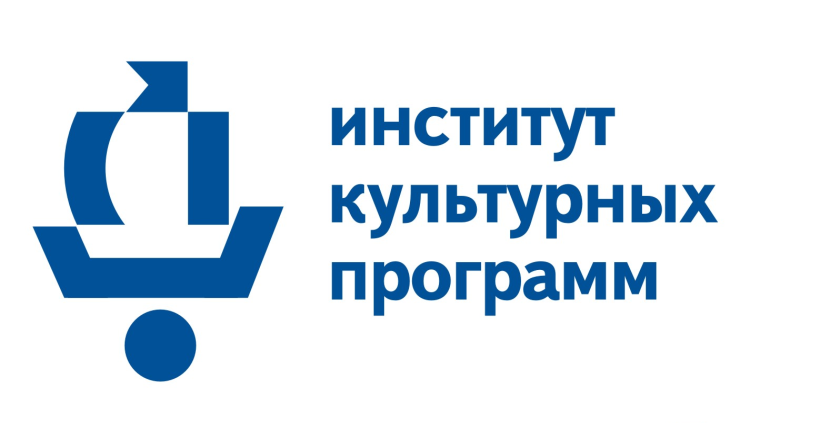 институт
культурных
программ